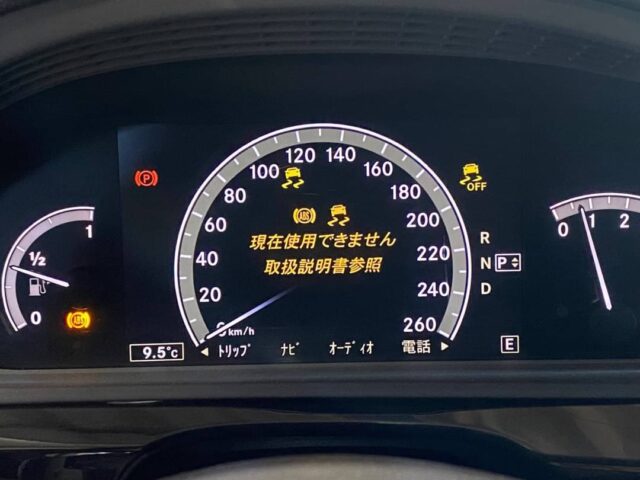 120 140
100 160
80 180
60 200
40 220
20 240
260
km/h
P
ABS
OFF
ABS
現在使用できません
取扱説明書参照
1
1/2
0
R
N P
D
0 1 2
9.5°C
ﾄﾘｯﾌﾟ ﾅﾋﾞ ｵｰﾃﾞｨｵ 電話
E